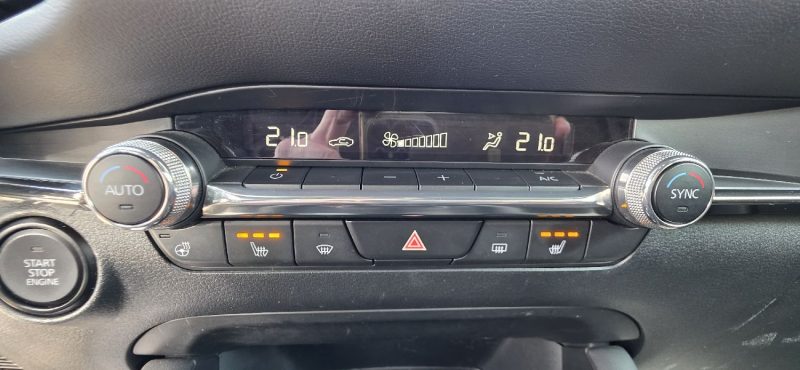 21.0
21.0
AUTO
- +
A/C
SYNC
START
STOP
ENGINE